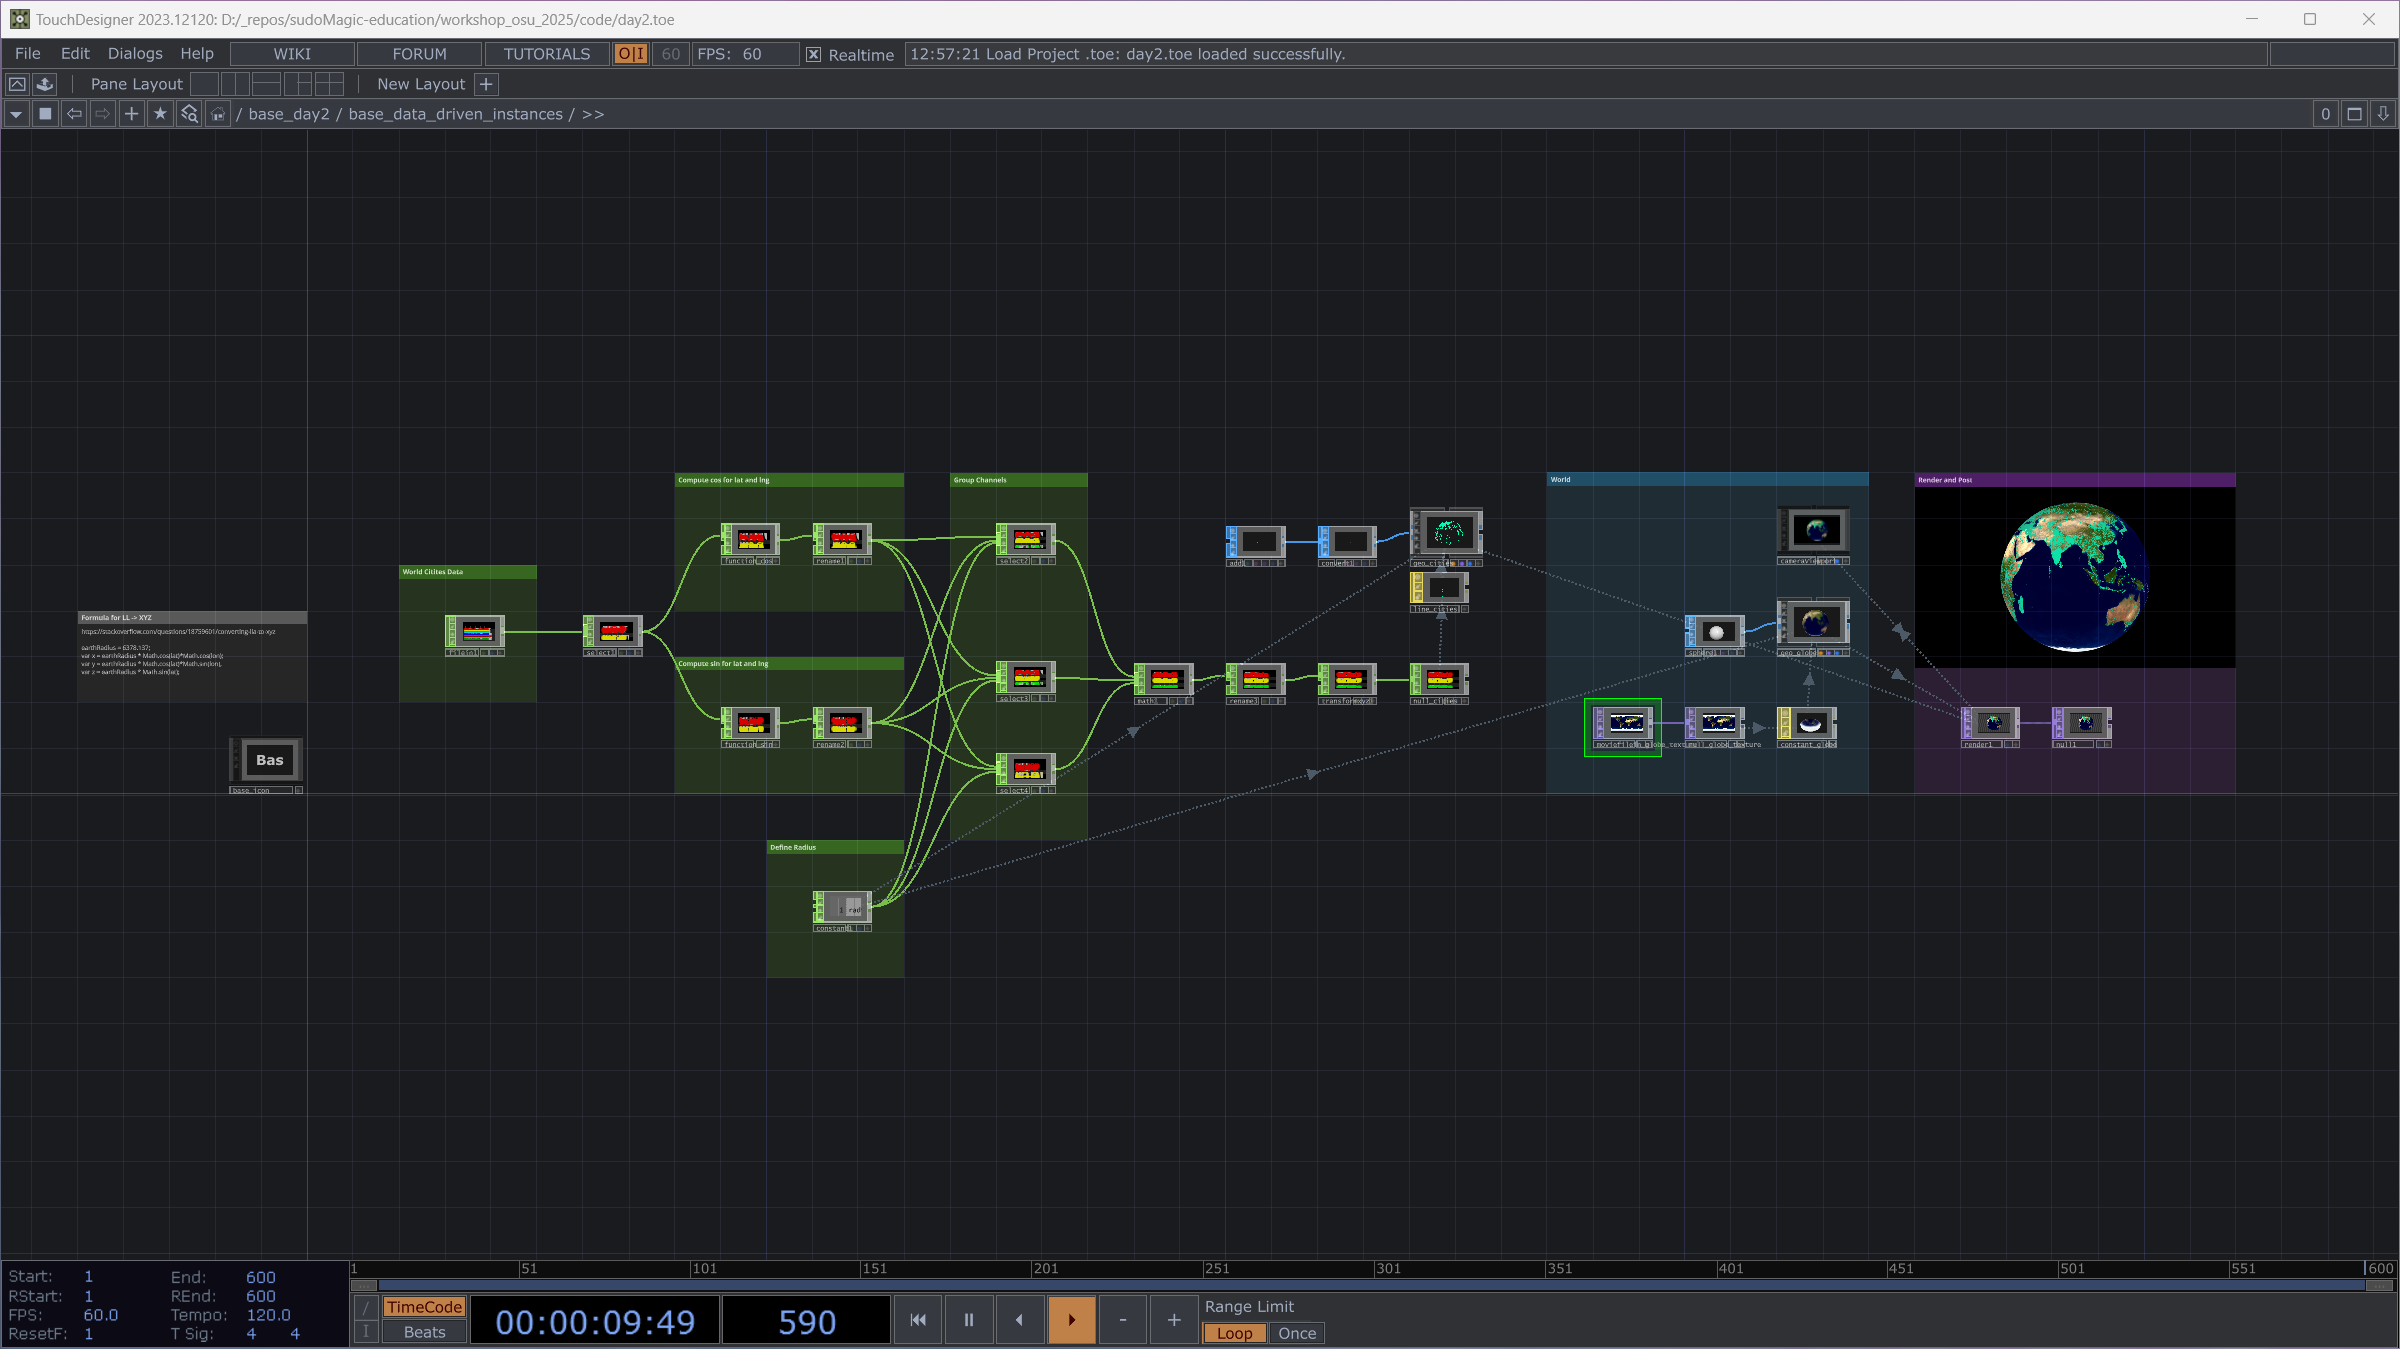 TouchDesigner 2023.12120: D:/_repos/sudoMagic-education/workshop_osu_2025/code/day2.toe
File Edit Dialogs Help WIKI FORUM TUTORIALS O|I 60 FPS: 60 Realtime 12:57:21 Load Project .toe: day2.toe loaded successfully.
Pane Layout New Layout +
/ base_day2 / base_data_driven_instances / >> 0
Compute cos for lat and lng
Group Channels
World
Render and Post
function_cos
rename1
select2
add1
convert1
geo_cities
cameraViewport
World Citites Data
line_cities
Formula for LL -> XYZ
https://stackoverflow.com/questions/18759601/converting-lla-to-xyz
earthRadius = 6378.137;
var x = earthRadius * Math.cos(lat)*Math.cos(lon);
var y = earthRadius * Math.cos(lat)*Math.sin(lon);
var z = earthRadius * Math.sin(lat);
filein1
select1
sphere1
geo_globe
Compute sin for lat and lng
select3
math1
rename3
null_cities
function_sin
rename2
constant_globe
render1
null1
Bas
base_icon
select4
Define Radius
1 rad
constant1
Start: 1 End: 600
RStart: 1 REnd: 600
FPS: 60.0 Tempo: 120.0
ResetF: 1 T Sig: 4 4
1 51 101 151 201 251 301 351 401 451 501 551 600
TimeCode
Beats
00:00:09:49
590
- +
Range Limit
Loop Once